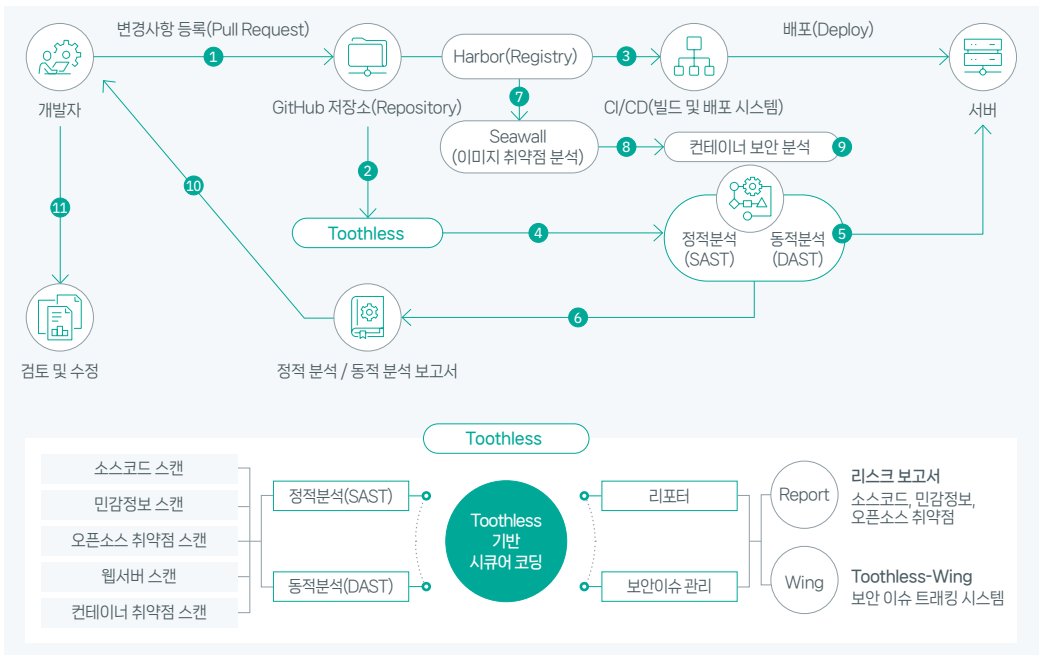 변경사항 등록(Pull Request)
1
배포(Deploy)
Harbor(Registry)
3
개발자
GitHub 저장소(Repository)
7
CI/CD(빌드 및 배포 시스템)
서버
Seawall
(이미지 취약점 분석)
8
컨테이너 보안 분석
9
2
10
11
Toothless
4
정적분석
(SAST)
동적분석
(DAST)
5
6
검토 및 수정
정적 분석 / 동적 분석 보고서
Toothless
소스코드 스캔
민감정보 스캔
오픈소스 취약점 스캔
웹서버 스캔
컨테이너 취약점 스캔
정적분석(SAST)
동적분석(DAST)
Toothless
기반
시큐어 코딩
리포터
보안이슈 관리
Report
리스크 보고서
소스코드, 민감정보,
오픈소스 취약점
Wing
Toothless-Wing
보안 이슈 트래킹 시스템